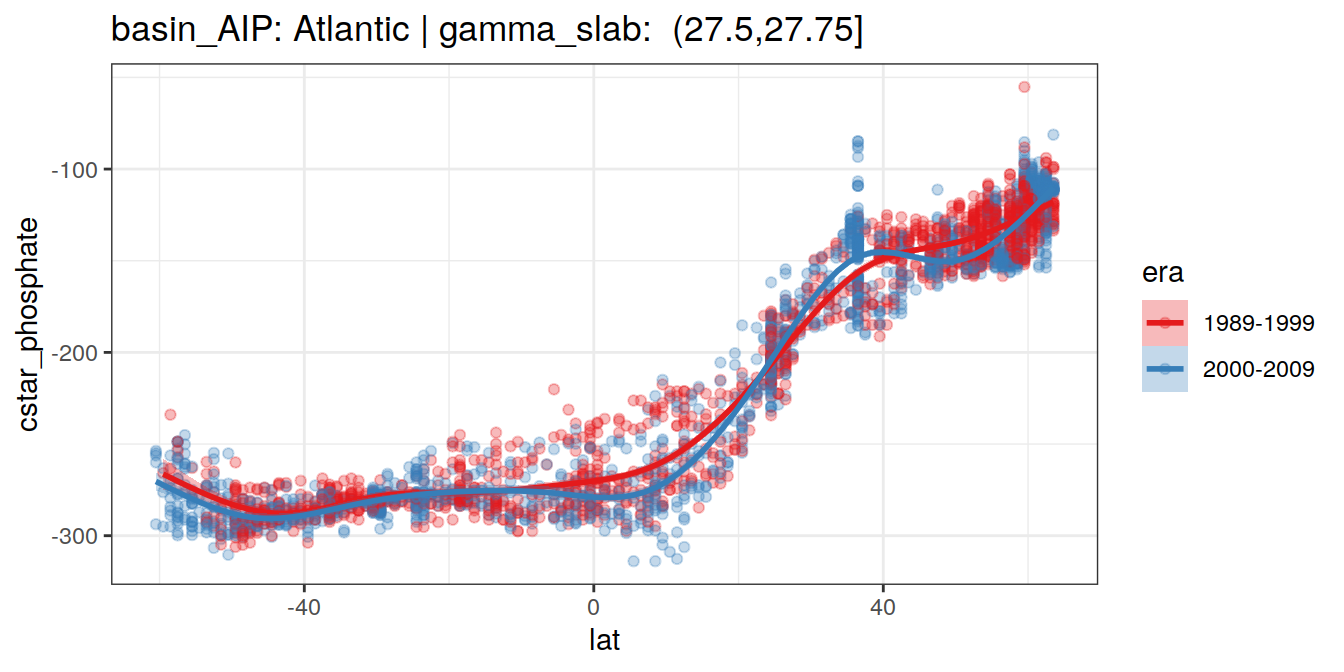 basin_AIP: Atlantic | gamma_slab:  (27.5,27.75]
cstar_phosphate
-100
-200
-300
-40
0
40
lat
era
1989-1999
2000-2009